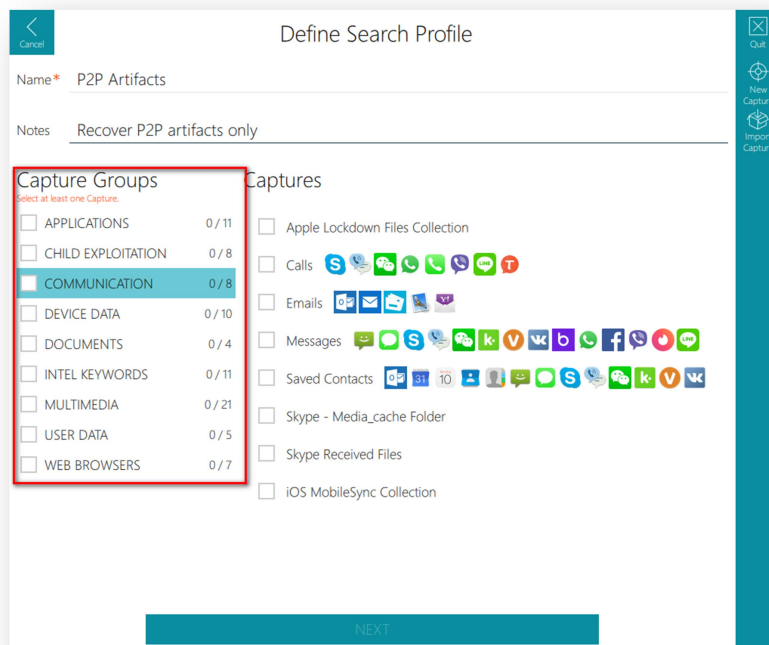 Cancel
Define Search Profile
Quit
Name* P2P Artifacts
New
Captur
Notes Recover P2P artifacts only
Import
Captur
Capture Groups
Select at least one Capture.
APPLICATIONS 0 / 11
CHILD EXPLOITATION 0 / 8
COMMUNICATION 0 / 8
DEVICE DATA 0 / 10
DOCUMENTS 0 / 4
INTEL KEYWORDS 0 / 11
MULTIMEDIA 0 / 21
USER DATA 0 / 5
WEB BROWSERS 0 / 7
Captures
Apple Lockdown Files Collection
Calls
Emails
Messages
Saved Contacts
Skype - Media_cache Folder
Skype Received Files
iOS MobileSync Collection
NEXT